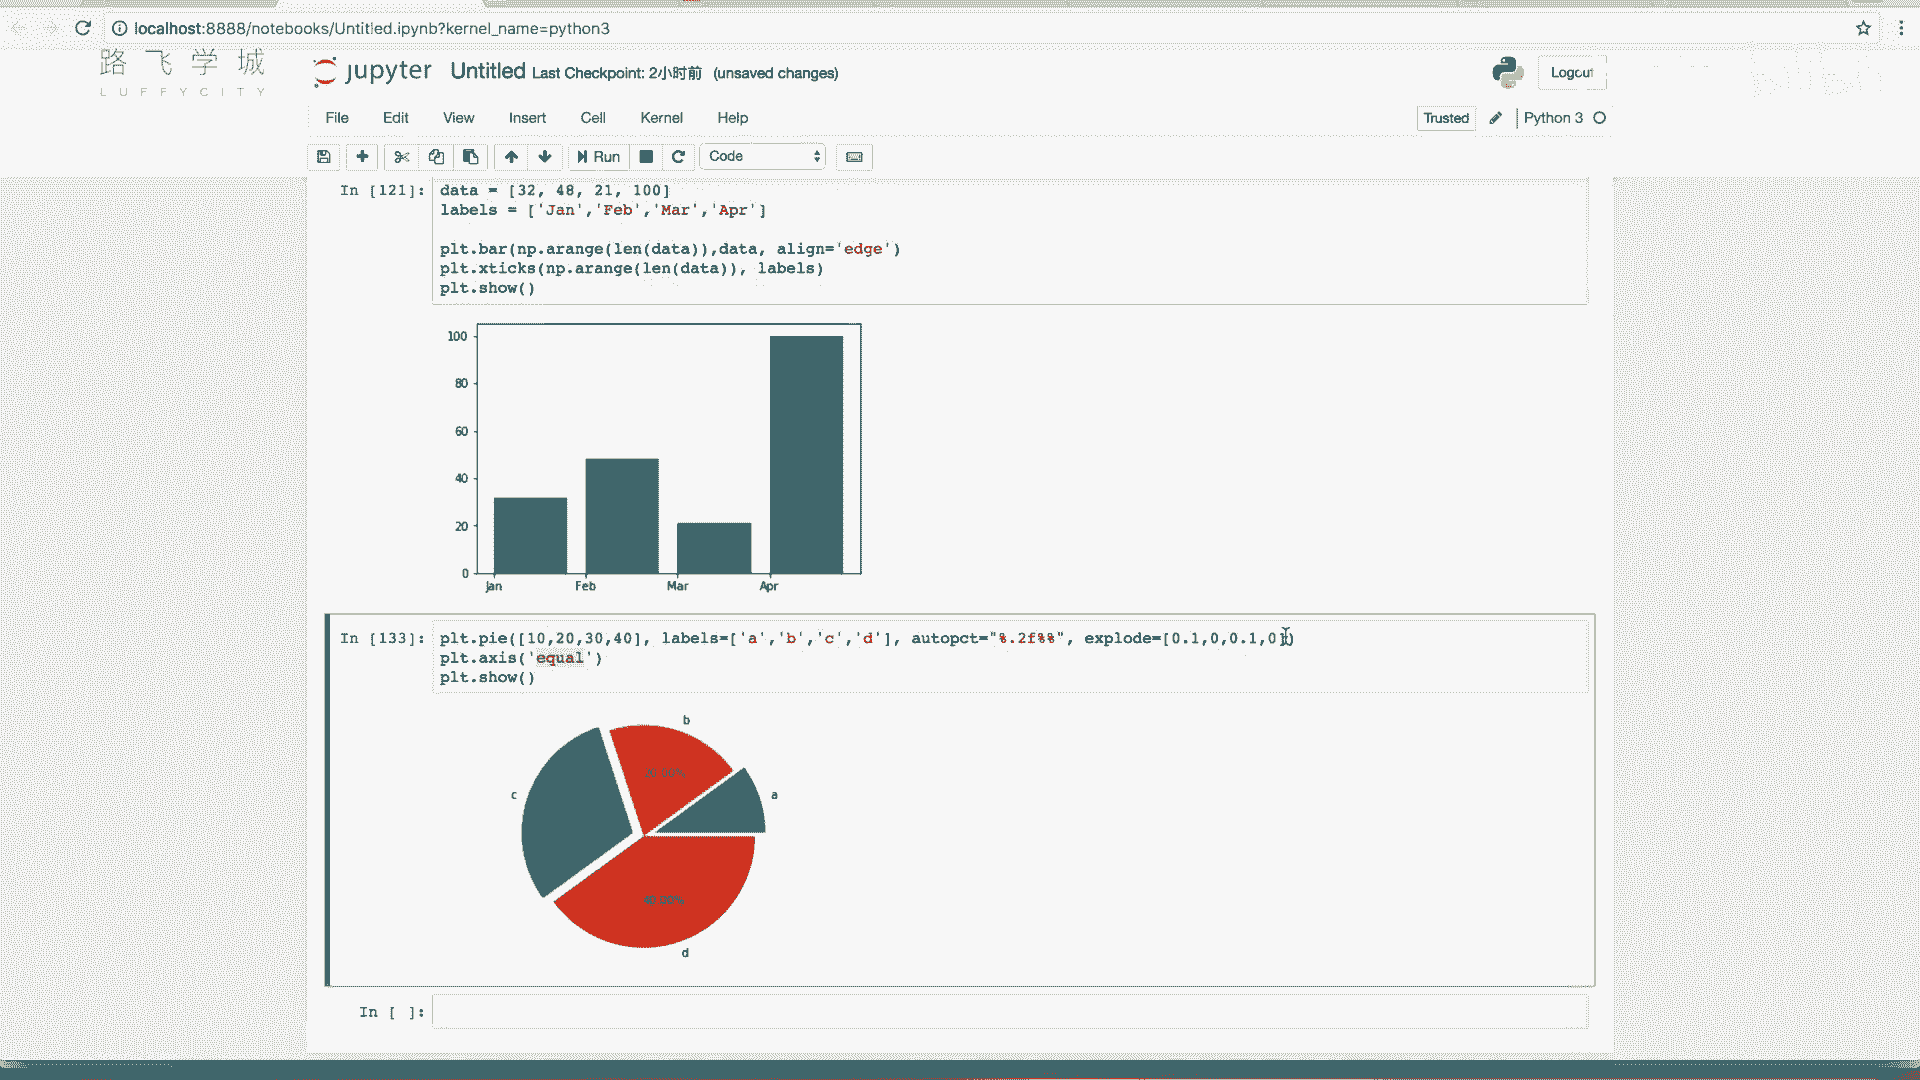 localhost:8888/notebooks/Untitled.ipynb?kernel_name=python3
路飞学城
LUFFYCITY
jupyter Untitled Last Checkpoint: 2小时前 (unsaved changes)
Logout
File Edit View Insert Cell Kernel Help
Trusted Python 3
Run Code
In [121]: data = [32, 48, 21, 100]
labels = ['Jan','Feb','Mar','Apr']
plt.bar(np.arange(len(data)),data, align='edge')
plt.xticks(np.arange(len(data)), labels)
plt.show()
100
80
60
40
20
0
Jan Feb Mar Apr
In [133]: plt.pie([10,20,30,40], labels=['a','b','c','d'], autopct="%.2f%%", explode=[0.1,0,0.1,0])
plt.axis('equal')
plt.show()
b
c
a
d
In [ ]: